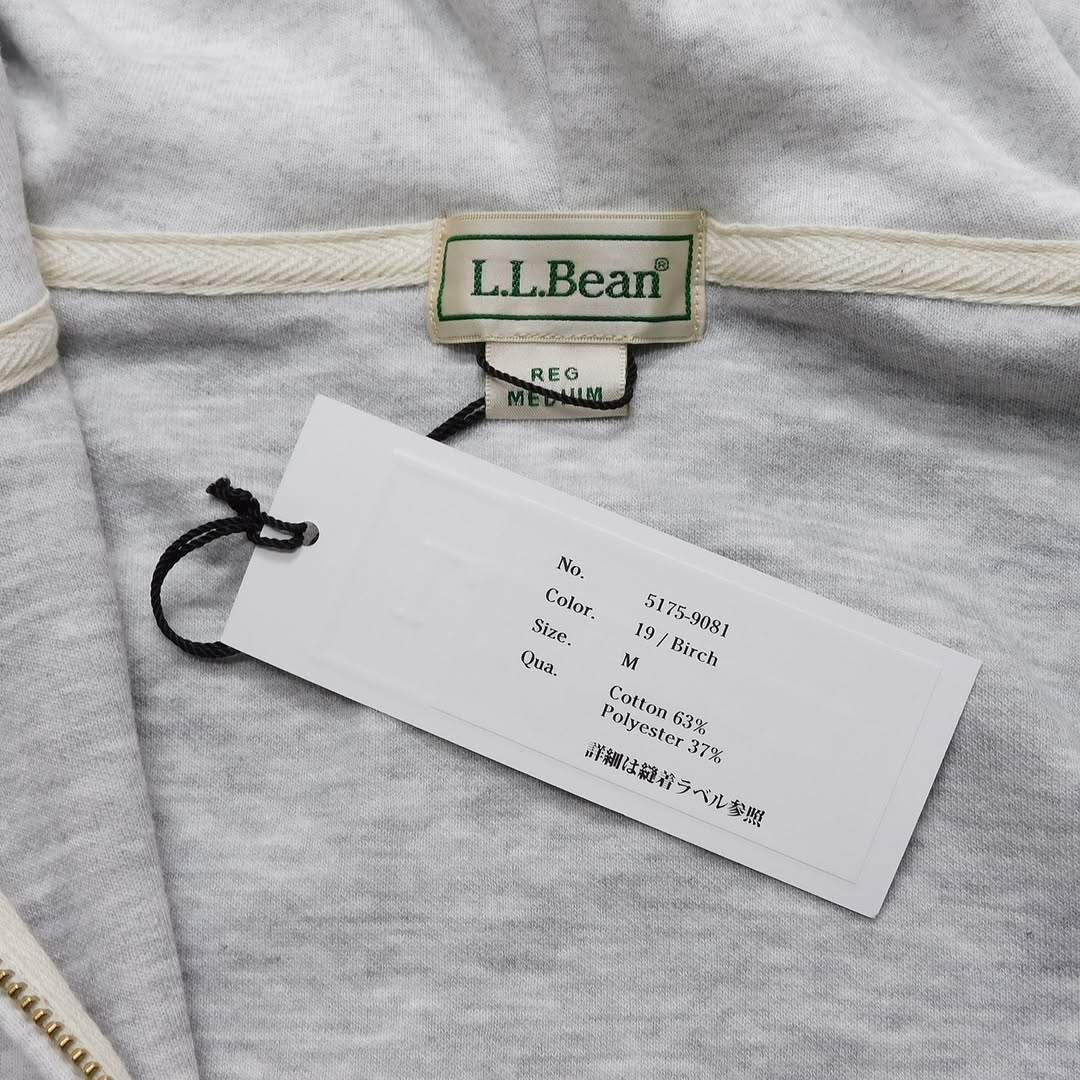 L.L.Bean®
REG
MEDIUM
No. 5175-9081
Color. 19 / Birch
Size. M
Qua. Cotton 63%
Polyester 37%
詳細は縫着ラベル参照